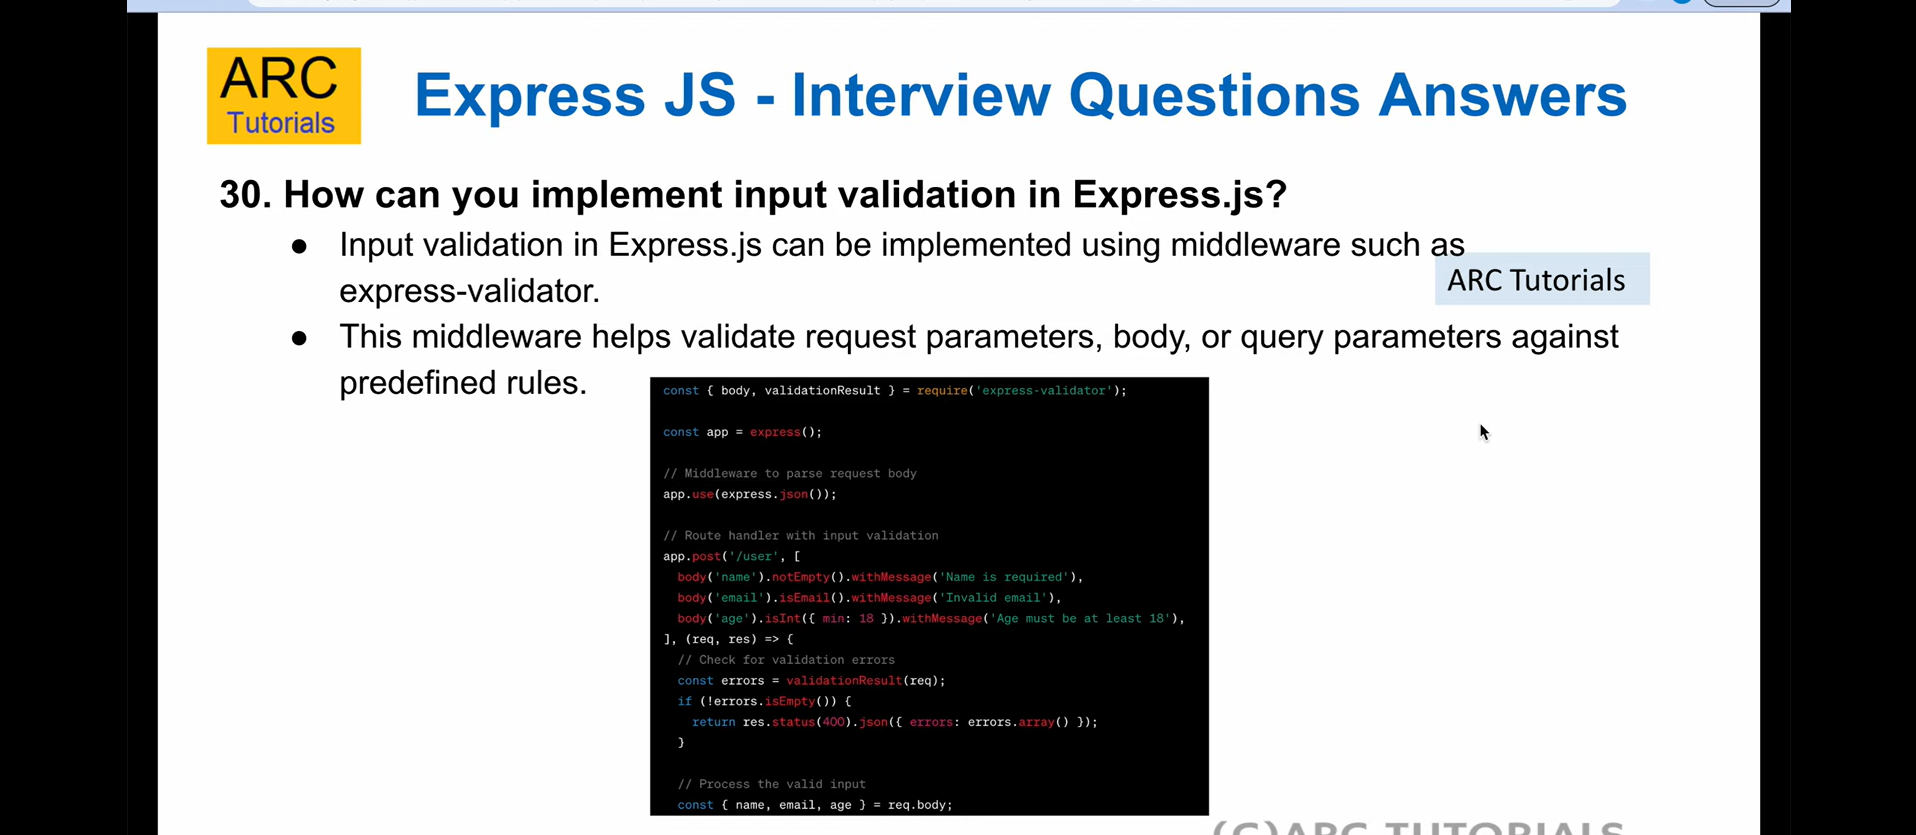 ARC
Tutorials
Express JS - Interview Questions Answers
30. How can you implement input validation in Express.js?
● Input validation in Express.js can be implemented using middleware such as
express-validator.
ARC Tutorials
● This middleware helps validate request parameters, body, or query parameters against
predefined rules.
const { body, validationResult } = require('express-validator');
const app = express();
// Middleware to parse request body
app.use(express.json());
// Route handler with input validation
app.post('/user', [
  body('name').notEmpty().withMessage('Name is required'),
  body('email').isEmail().withMessage('Invalid email'),
  body('age').isInt({ min: 18 }).withMessage('Age must be at least 18'),
], (req, res) => {
  // Check for validation errors
  const errors = validationResult(req);
  if (!errors.isEmpty()) {
    return res.status(400).json({ errors: errors.array() });
  }
  // Process the valid input
  const { name, email, age } = req.body;
(C)ARC TUTORIALS